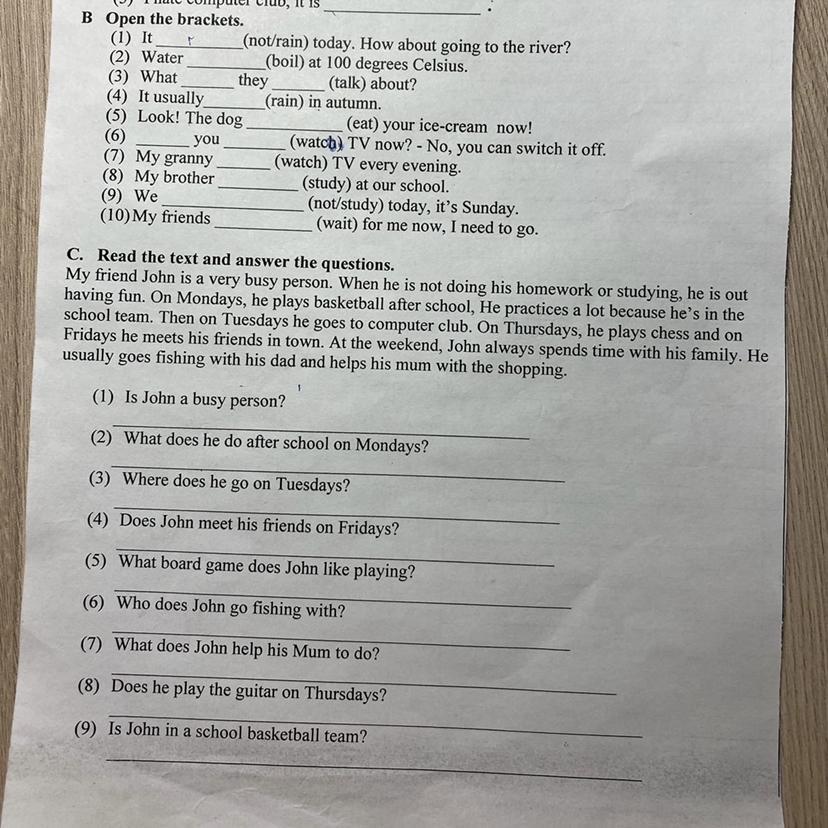 (5) I hate computer club, it is ____________.
B Open the brackets.
(1) It ________(not/rain) today. How about going to the river?
(2) Water ________(boil) at 100 degrees Celsius.
(3) What ______ they ______ (talk) about?
(4) It usually______ (rain) in autumn.
(5) Look! The dog __________ (eat) your ice-cream now!
(6) ______ you ______ (watch) TV now? - No, you can switch it off.
(7) My granny ______ (watch) TV every evening.
(8) My brother ________ (study) at our school.
(9) We ______________ (not/study) today, it's Sunday.
(10)My friends __________ (wait) for me now, I need to go.
C. Read the text and answer the questions.
My friend John is a very busy person. When he is not doing his homework or studying, he is out
having fun. On Mondays, he plays basketball after school, He practices a lot because he's in the
school team. Then on Tuesdays he goes to computer club. On Thursdays, he plays chess and on
Fridays he meets his friends in town. At the weekend, John always spends time with his family. He
usually goes fishing with his dad and helps his mum with the shopping.
(1) Is John a busy person?
(2) What does he do after school on Mondays?
(3) Where does he go on Tuesdays?
(4) Does John meet his friends on Fridays?
(5) What board game does John like playing?
(6) Who does John go fishing with?
(7) What does John help his Mum to do?
(8) Does he play the guitar on Thursdays?
(9) Is John in a school basketball team?